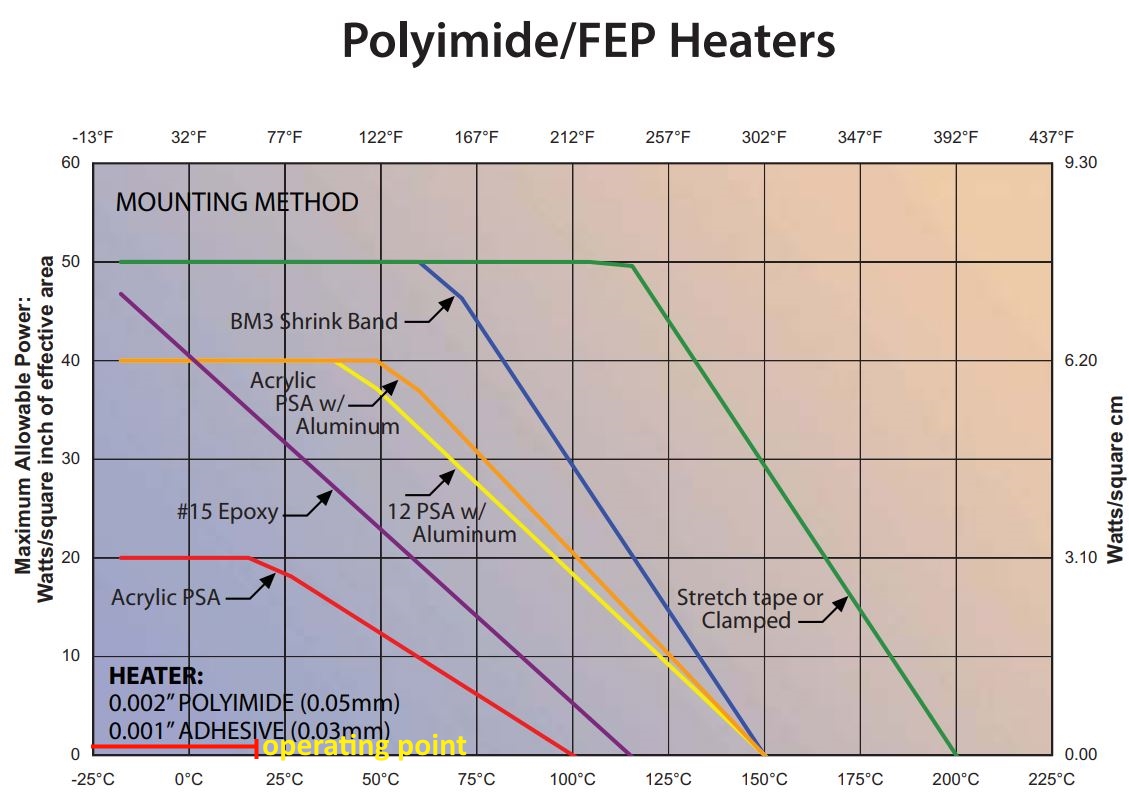 Polyimide/FEP Heaters
-13°F 32°F 77°F 122°F 167°F 212°F 257°F 302°F 347°F 392°F 437°F
60 9.30
MOUNTING METHOD
50
BM3 Shrink Band
40 6.20
Acrylic
PSA w/
Aluminum
30
#15 Epoxy
12 PSA w/
Aluminum
20 3.10
Acrylic PSA
Stretch tape or
Clamped
10
HEATER:
0.002” POLYIMIDE (0.05mm)
0.001” ADHESIVE (0.03mm)
operating point
0 0.00
-25°C 0°C 25°C 50°C 75°C 100°C 125°C 150°C 175°C 200°C 225°C
Maximum Allowable Power:
Watts/square inch of effective area
Watts/square cm